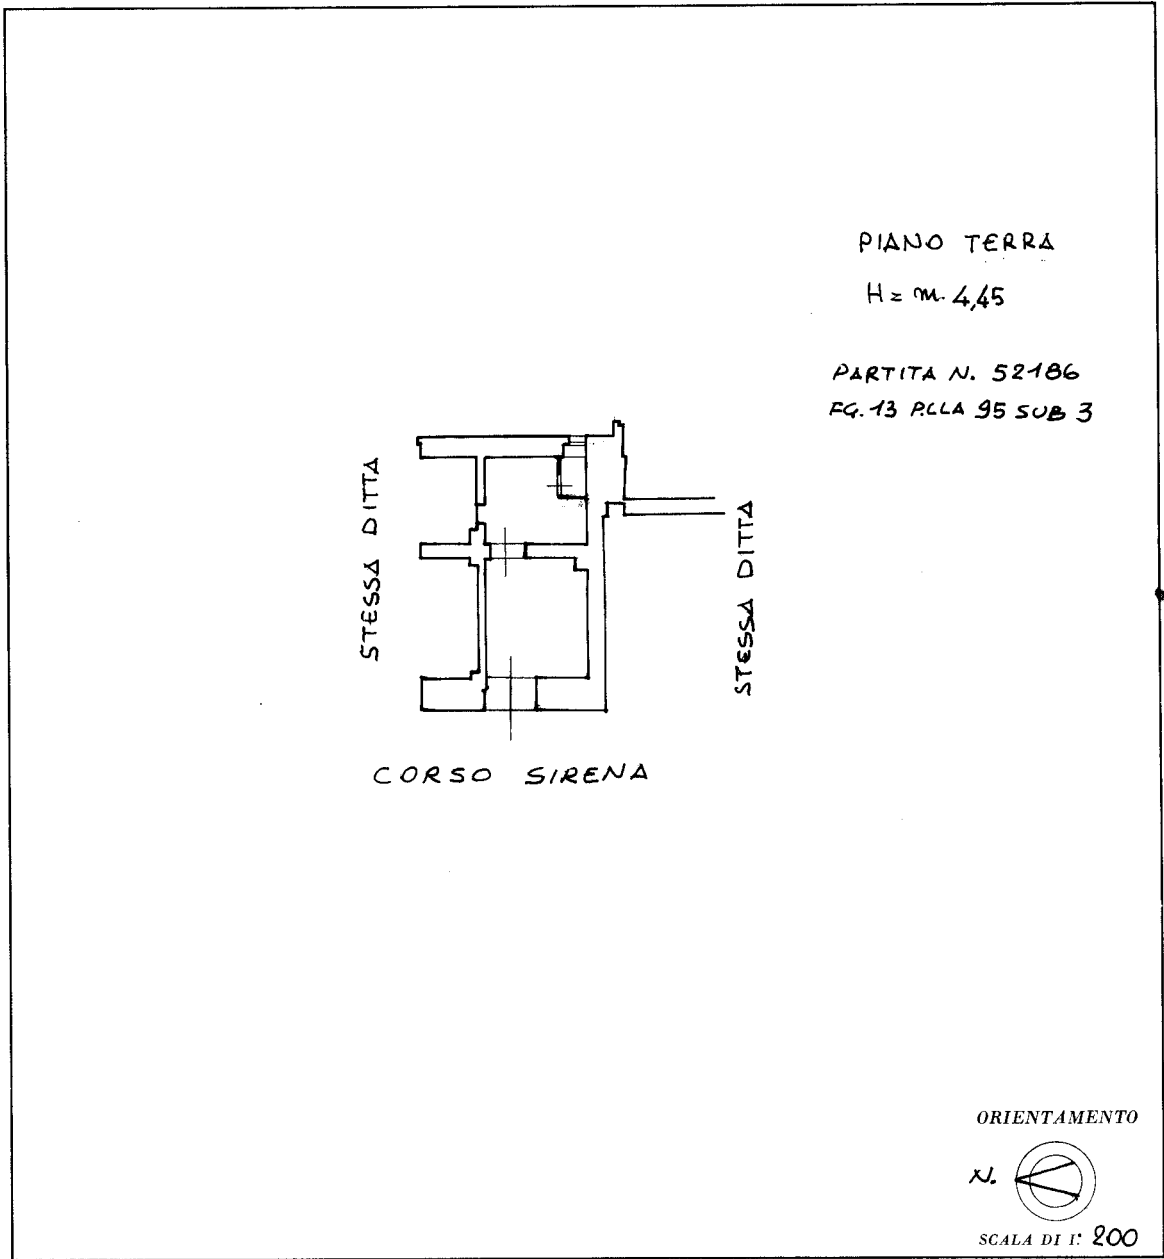 PIANO TERRA
H = m. 4,45
PARTITA N. 52186
FG. 13 P.LLA 95 SUB 3
STESSA DITTA
STESSA DITTA
CORSO SIRENA
ORIENTAMENTO
N.
SCALA DI 1: 200